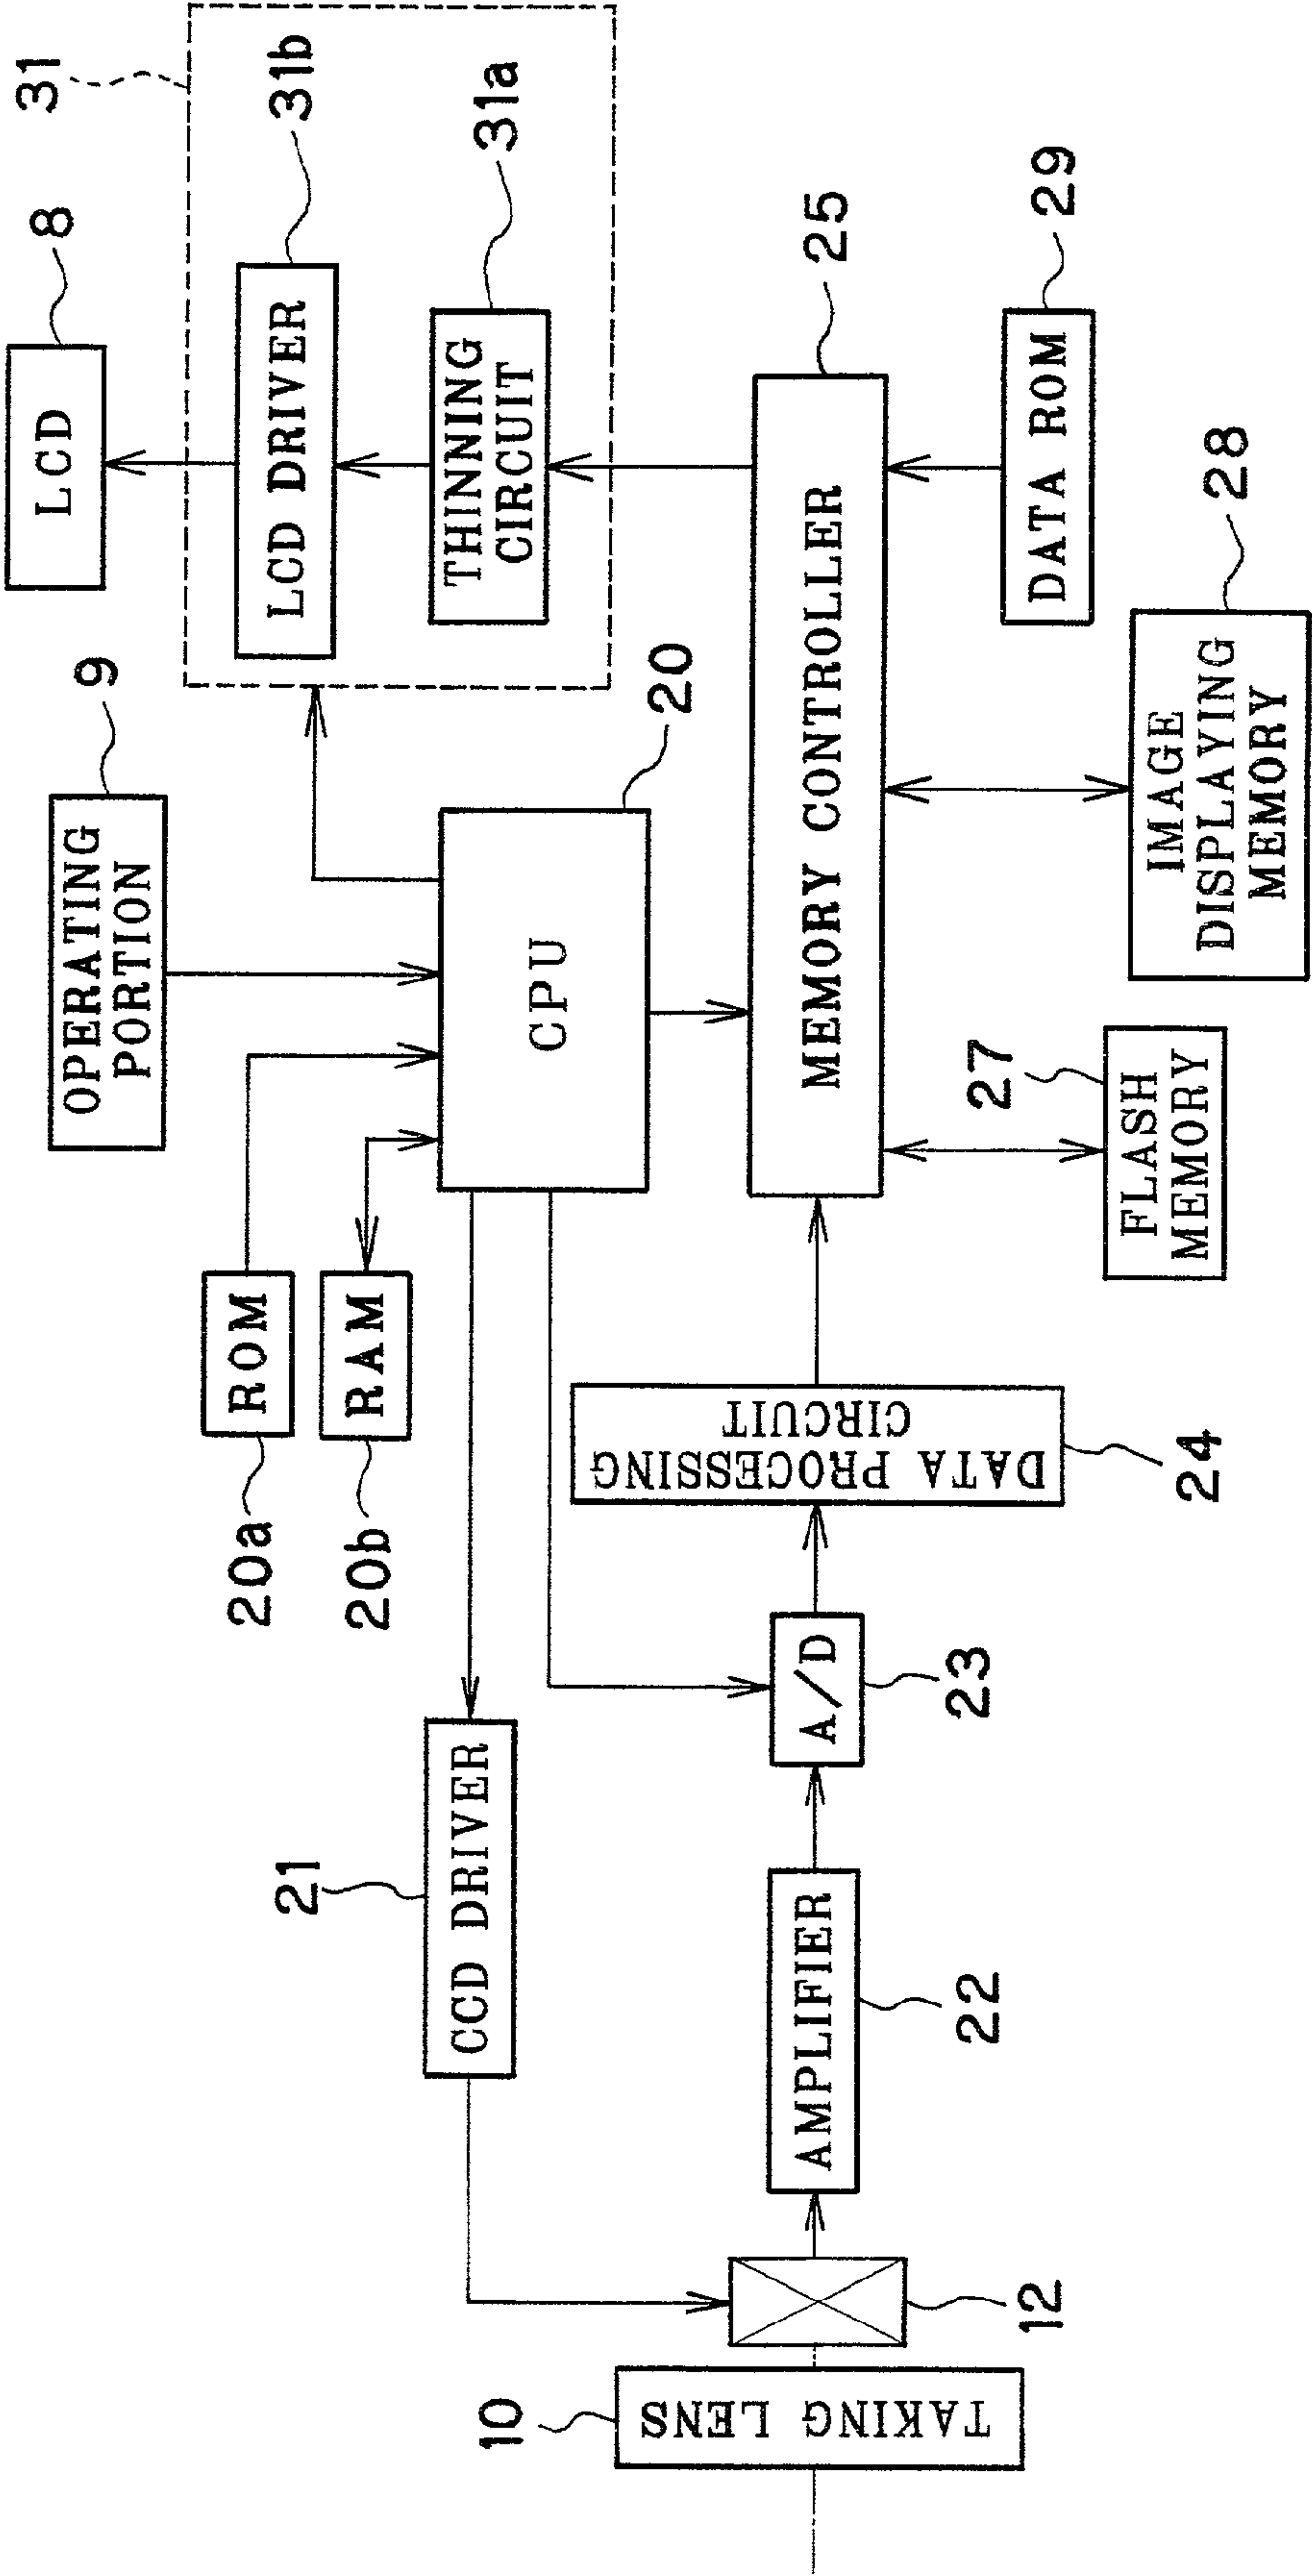 31
8
LCD
31b
LCD DRIVER
31a
THINNING
CIRCUIT
9
OPERATING
PORTION
20
CPU
25
MEMORY CONTROLLER
29
DATA ROM
28
IMAGE
DISPLAYING
MEMORY
27
FLASH
MEMORY
ROM
20a
RAM
20b
DATA PROCESSING
CIRCUIT
24
A/D
23
21
CCD DRIVER
AMPLIFIER
22
12
10
TAKING LENS